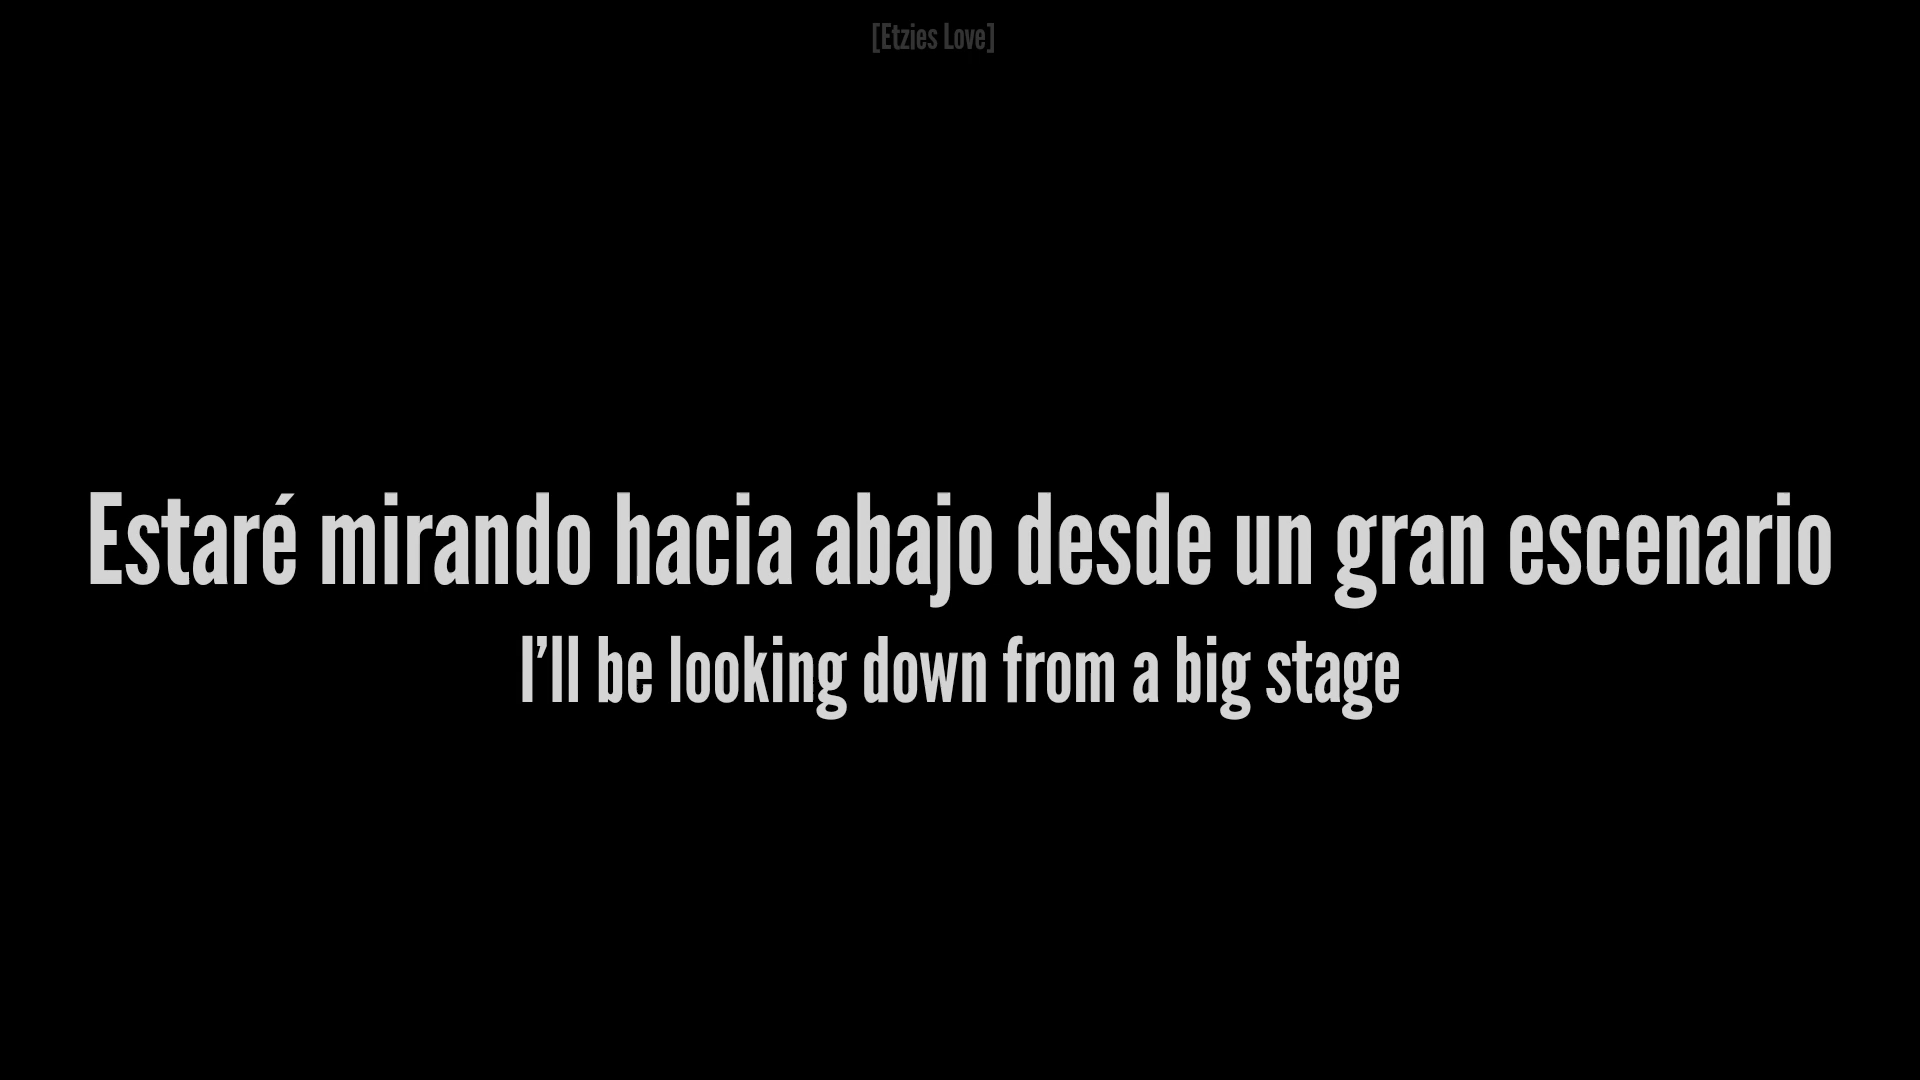 [Etzies Love]
Estaré mirando hacia abajo desde un gran escenario
I’ll be looking down from a big stage